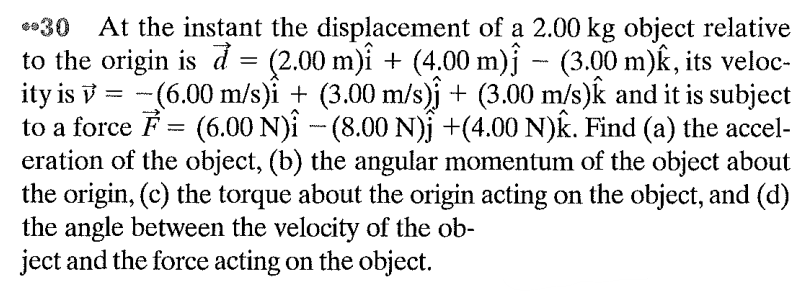 ••30 At the instant the displacement of a 2.00 kg object relative
to the origin is d⃗ = (2.00 m)î + (4.00 m)ĵ − (3.00 m)k̂, its veloc-
ity is v⃗ = −(6.00 m/s)î + (3.00 m/s)ĵ + (3.00 m/s)k̂ and it is subject
to a force F⃗ = (6.00 N)î − (8.00 N)ĵ +(4.00 N)k̂. Find (a) the accel-
eration of the object, (b) the angular momentum of the object about
the origin, (c) the torque about the origin acting on the object, and (d)
the angle between the velocity of the ob-
ject and the force acting on the object.